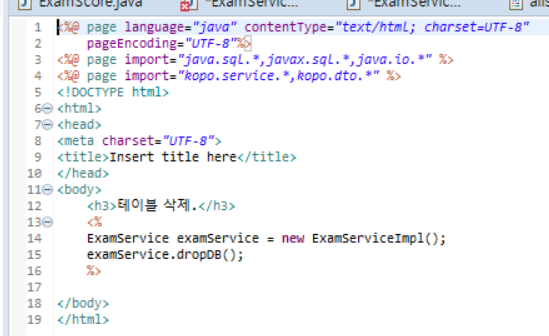 ExamScore.java
*ExamServic...
*ExamServic...
1 <%@ page language="java" contentType="text/html; charset=UTF-8"
2 pageEncoding="UTF-8"%>
3 <%@ page import="java.sql.*,javax.sql.*,java.io.*" %>
4 <%@ page import="kopo.service.*,kopo.dto.*" %>
5 <!DOCTYPE html>
6 <html>
7 <head>
8 <meta charset="UTF-8">
9 <title>Insert title here</title>
10 </head>
11 <body>
12 <h3>테이블 삭제.</h3>
13 <%
14 ExamService examService = new ExamServiceImpl();
15 examService.dropDB();
16 %>
17
18 </body>
19 </html>